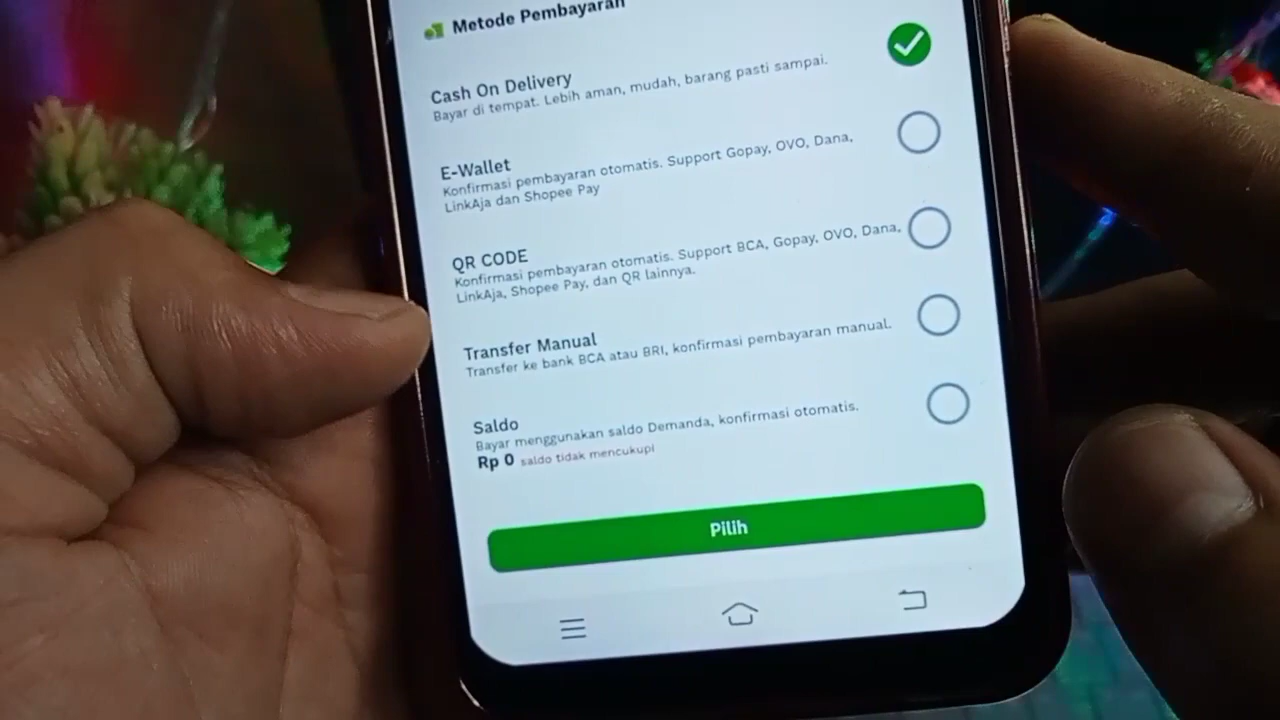 Metode Pembayaran
Cash On Delivery
Bayar di tempat. Lebih aman, mudah, barang pasti sampai.
E-Wallet
Konfirmasi pembayaran otomatis. Support Gopay, OVO, Dana,
LinkAja dan Shopee Pay
QR CODE
Konfirmasi pembayaran otomatis. Support BCA, Gopay, OVO, Dana,
LinkAja, Shopee Pay, dan QR lainnya.
Transfer Manual
Transfer ke bank BCA atau BRI, konfirmasi pembayaran manual.
Saldo
Bayar menggunakan saldo Demanda, konfirmasi otomatis.
Rp 0 saldo tidak mencukupi
Pilih